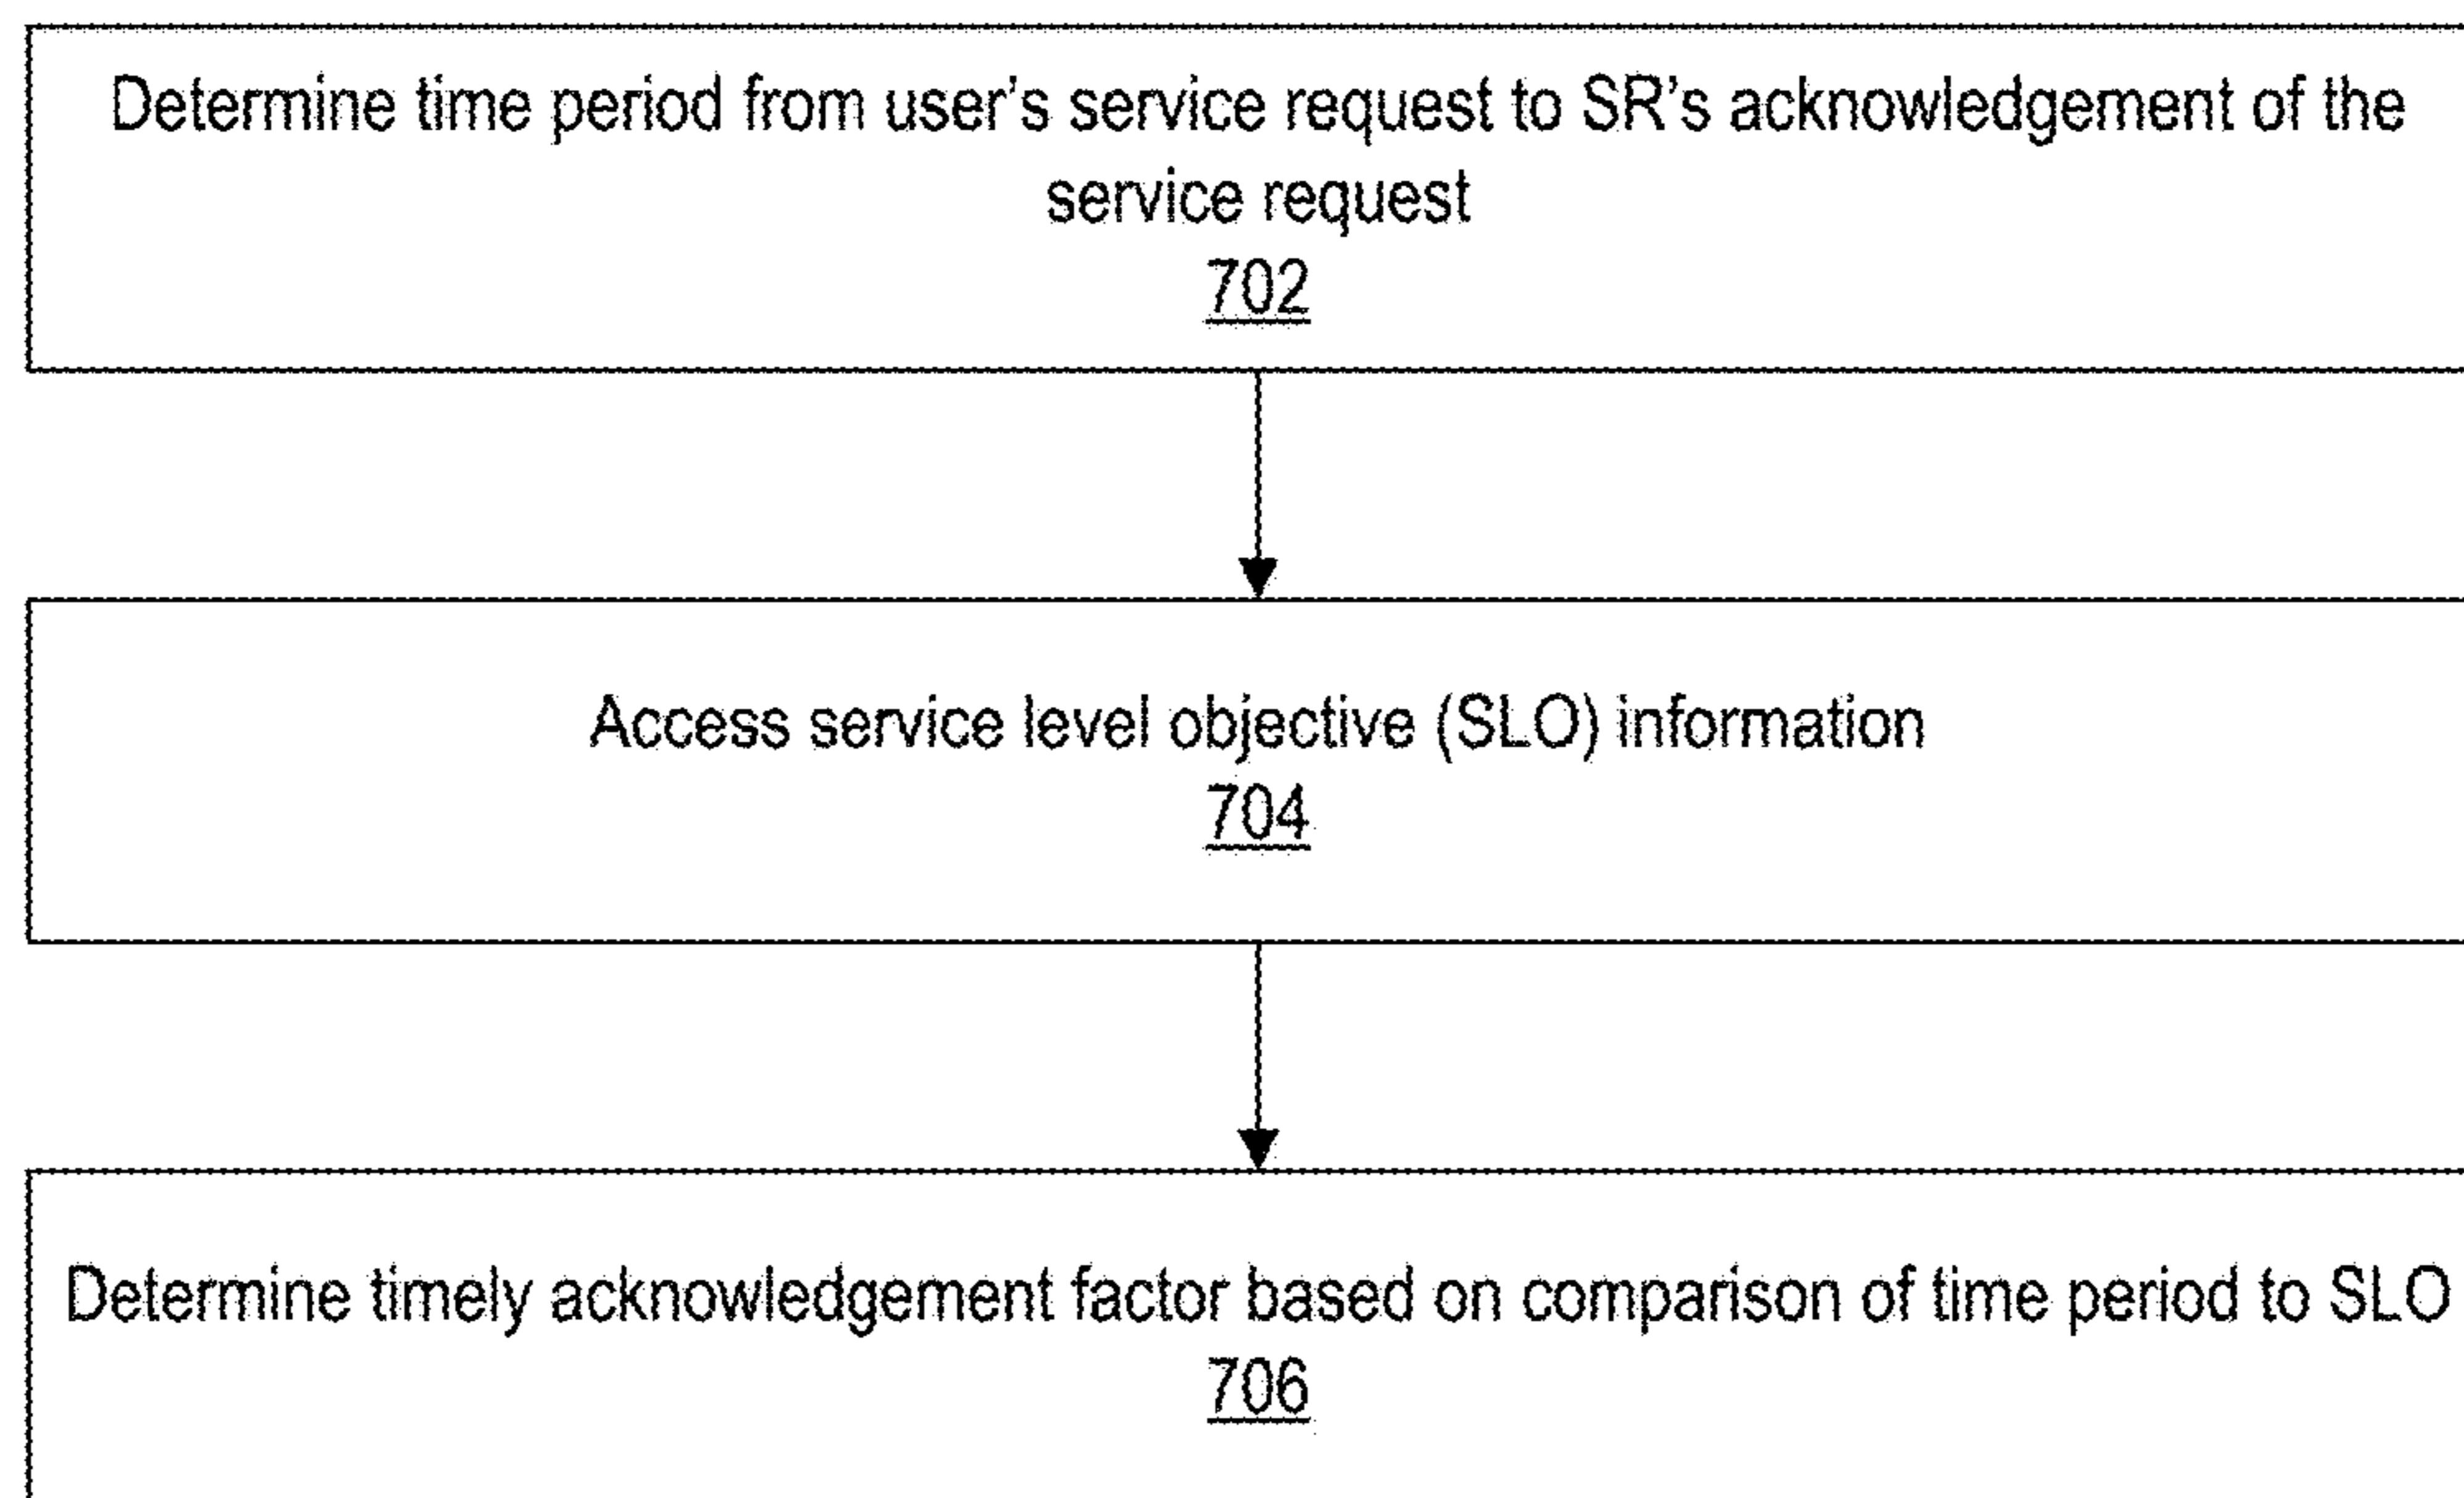 Determine time period from user's service request to SR's acknowledgement of the
service request
702
Access service level objective (SLO) information
704
Determine timely acknowledgement factor based on comparison of time period to SLO
706